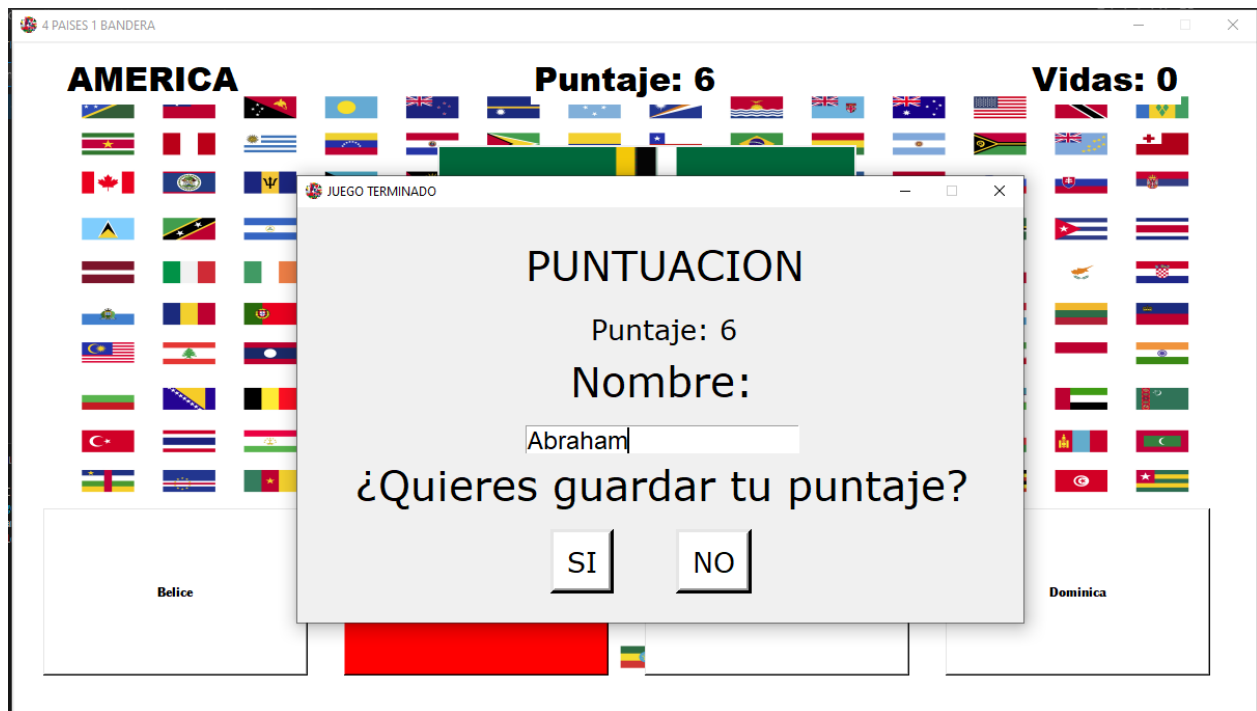 4 PAISES 1 BANDERA
AMERICA
Puntaje: 6
Vidas: 0
JUEGO TERMINADO
PUNTUACION
Puntaje: 6
Nombre:
Abraham
¿Quieres guardar tu puntaje?
SI
NO
Belice
Dominica